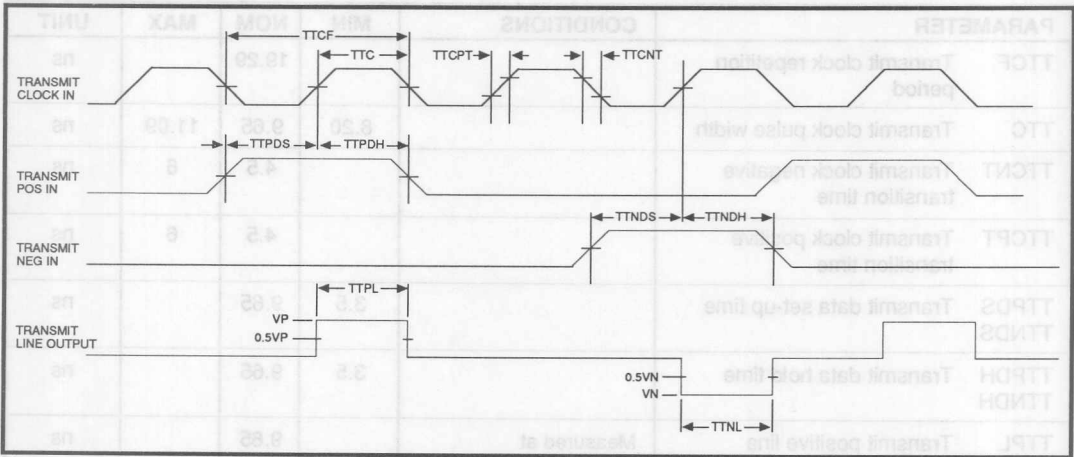 TTCF
TTC
TTCPT
TTCNT
TRANSMIT
CLOCK IN
TTPDS
TTPDH
TRANSMIT
POS IN
TTNDS
TTNDH
TRANSMIT
NEG IN
TTPL
VP
0.5VP
TRANSMIT
LINE OUTPUT
0.5VN
VN
TTNL
PARAMETER CONDITIONS MIN NOM MAX UNIT
TTCF Transmit clock repetition 19.29 ns
period
TTC Transmit clock pulse width 8.20 9.65 11.09 ns
TTCNT Transmit clock negative 4.5 6 ns
transition time
TTCPT Transmit clock positive 4.5 6 ns
transition time
TTPDS Transmit data set-up time 3.5 9.65 ns
TTNDS
TTPDH Transmit data hold time 3.5 9.65 ns
TTNDH
TTPL Transmit positive line Measured at 9.65 ns